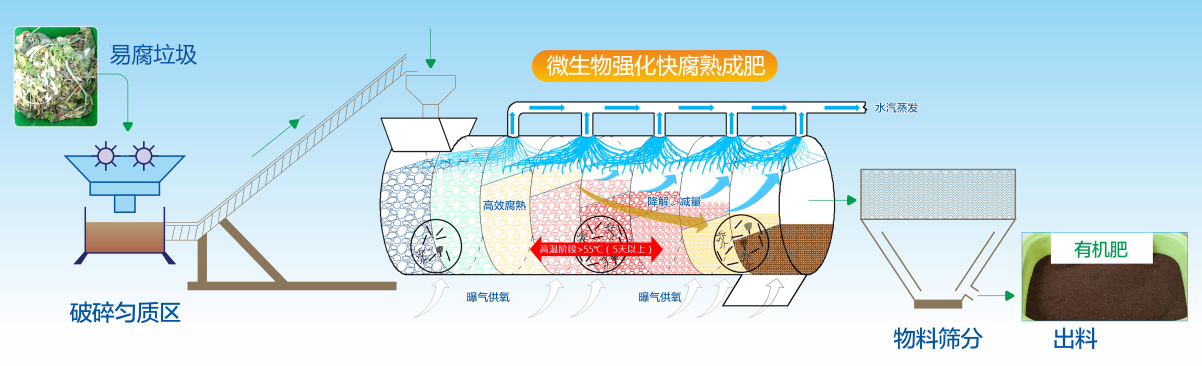 易腐垃圾
微生物强化快腐熟成肥
水汽蒸发
高效腐熟
降解、减量
高温阶段>55℃（5天以上）
有机肥
曝气供氧
曝气供氧
破碎匀质区
物料筛分
出料